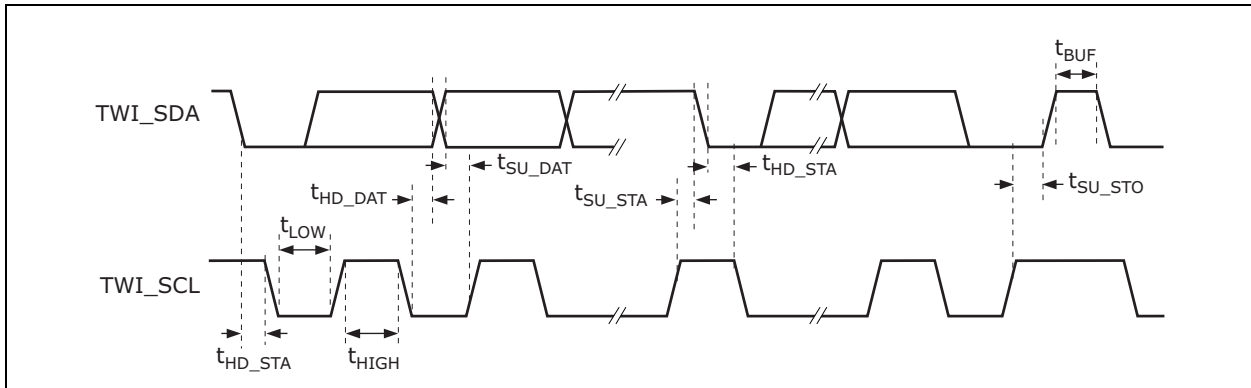 t_BUF
TWI_SDA
t_SU_DAT
t_HD_STA
t_HD_DAT
t_SU_STA
t_SU_STO
t_LOW
TWI_SCL
t_HD_STA
t_HIGH